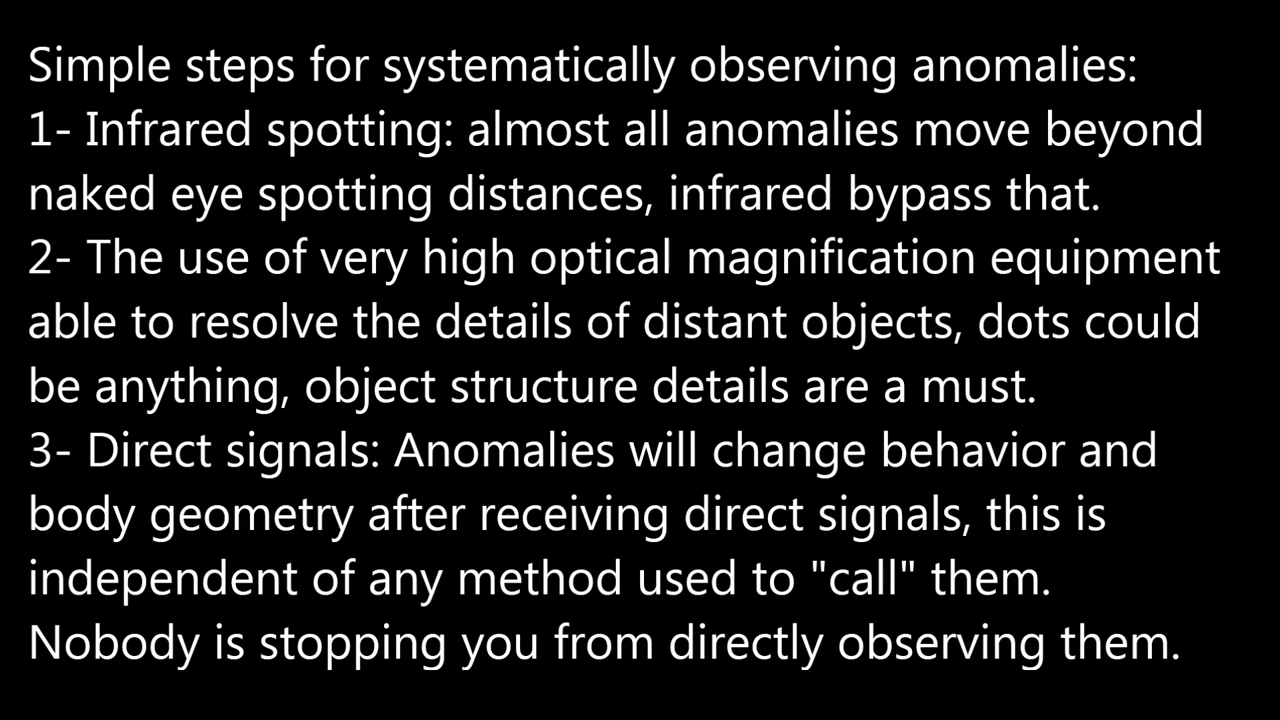 Simple steps for systematically observing anomalies:
1- Infrared spotting: almost all anomalies move beyond
naked eye spotting distances, infrared bypass that.
2- The use of very high optical magnification equipment
able to resolve the details of distant objects, dots could
be anything, object structure details are a must.
3- Direct signals: Anomalies will change behavior and
body geometry after receiving direct signals, this is
independent of any method used to "call" them.
Nobody is stopping you from directly observing them.